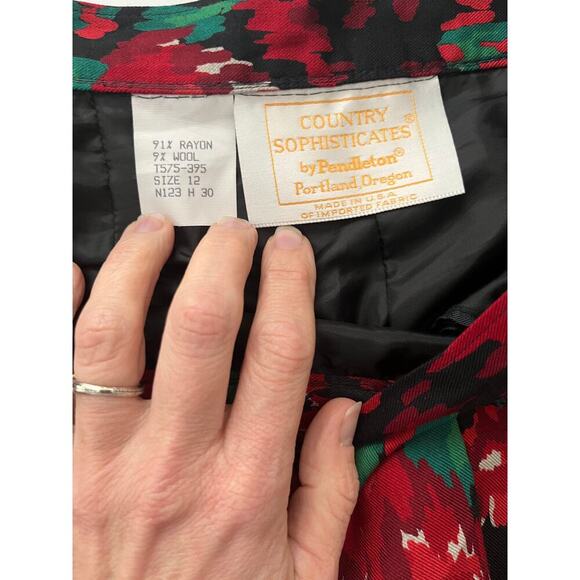 91% RAYON
9% WOOL
T575-395
SIZE 12
N123 H 30
COUNTRY
SOPHISTICATES®
by Pendleton®
Portland, Oregon
MADE IN U.S.A.
OF IMPORTED FABRIC